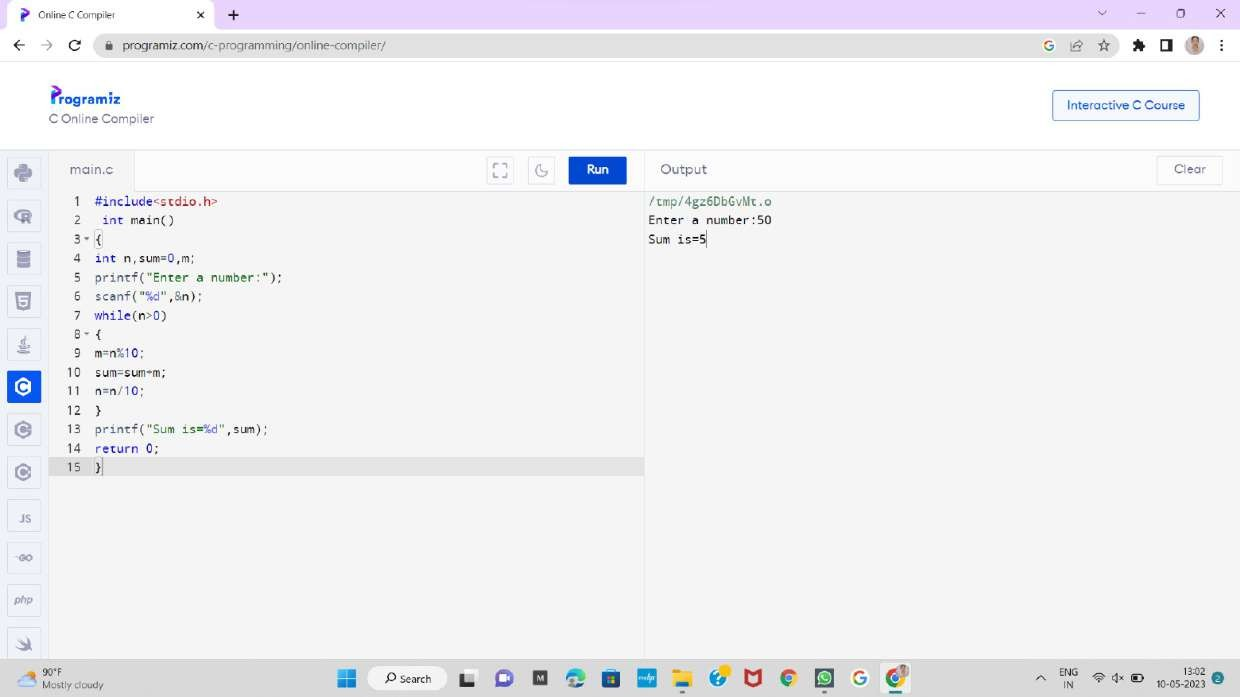 Online C Compiler
programiz.com/c-programming/online-compiler/
Programiz
C Online Compiler
Interactive C Course
main.c
Run
Output
Clear
1 #include<stdio.h>
2 int main()
3 {
4 int n,sum=0,m;
5 printf("Enter a number:");
6 scanf("%d",&n);
7 while(n>0)
8 {
9 m=n%10;
10 sum=sum+m;
11 n=n/10;
12 }
13 printf("Sum is=%d",sum);
14 return 0;
15 }
/tmp/4gz6DbGvMt.o
Enter a number:50
Sum is=5
JS
GO
php
90°F
Mostly cloudy
Search
ENG
IN
13:02
10-05-2023
2